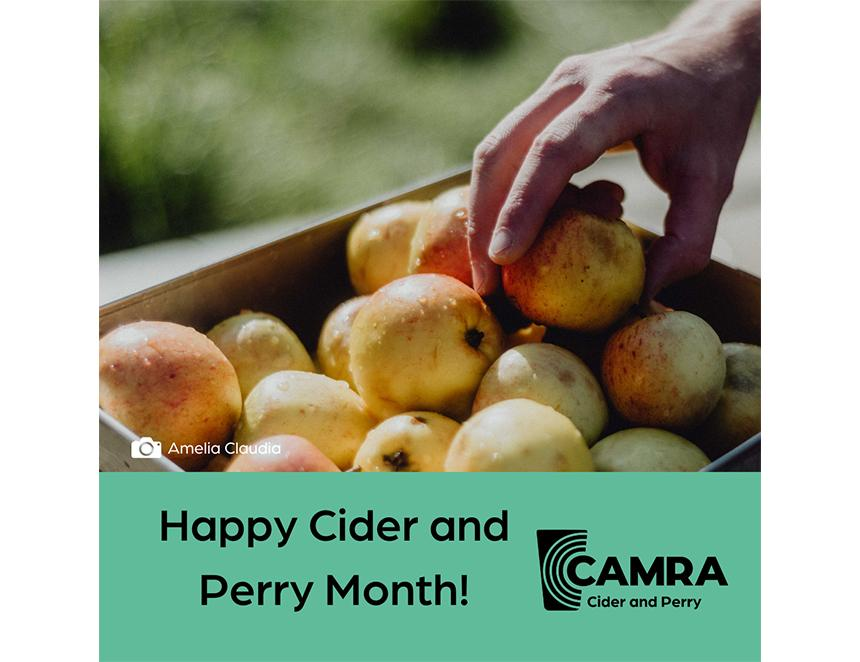 Amelia Claudia
Happy Cider and
Perry Month!
CAMRA
Cider and Perry